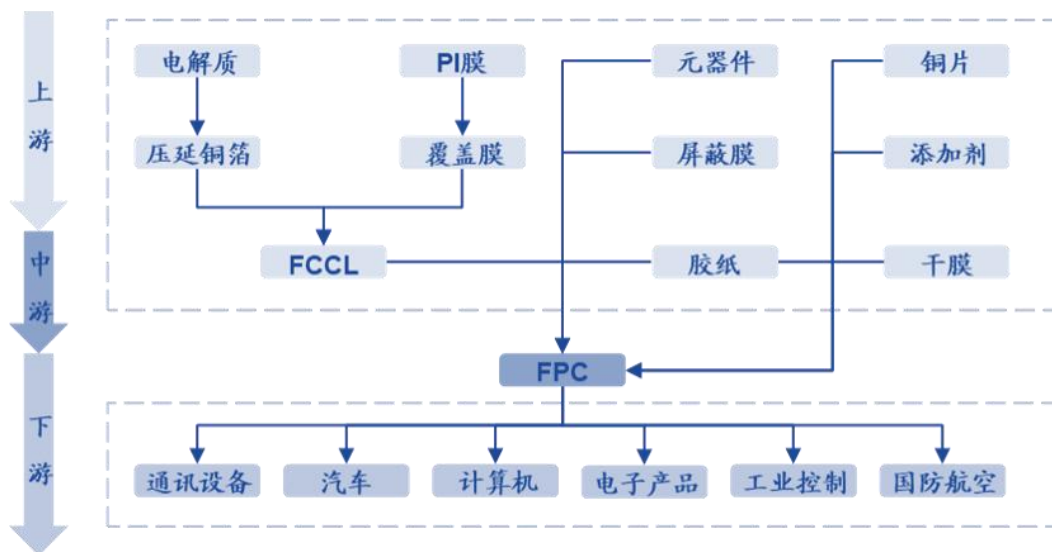 上游
电解质
PI膜
元器件
铜片
压延铜箔
覆盖膜
屏蔽膜
添加剂
中游
FCCL
胶纸
干膜
FPC
下游
通讯设备
汽车
计算机
电子产品
工业控制
国防航空